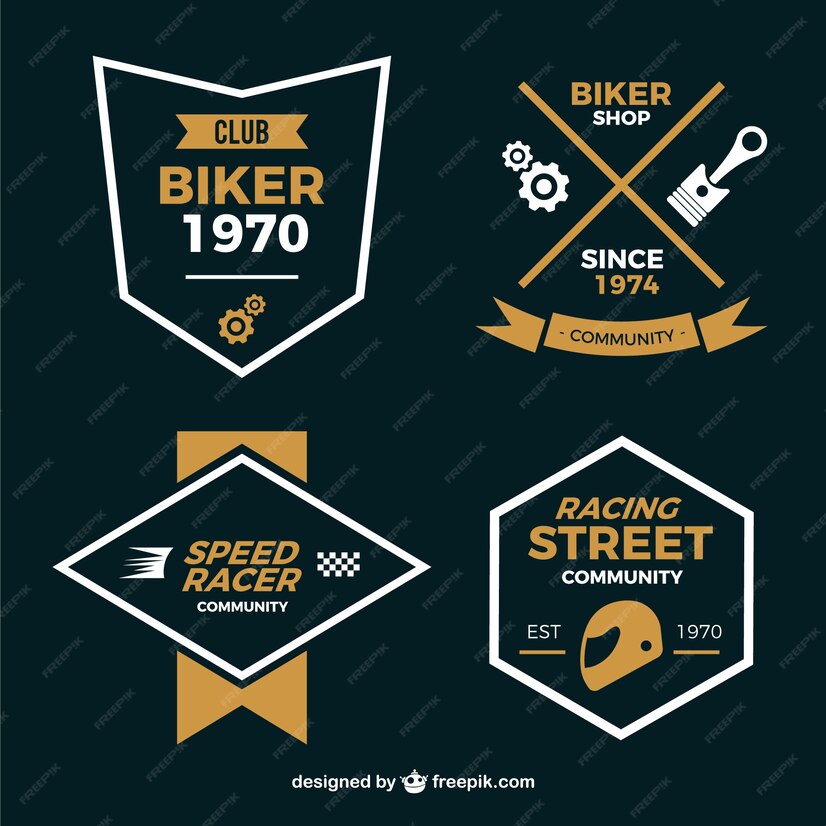 CLUB
BIKER
1970
BIKER
SHOP
SINCE
1974
- COMMUNITY -
SPEED
RACER
COMMUNITY
RACING
STREET
COMMUNITY
EST 1970
designed by freepik.com
FREEPIK